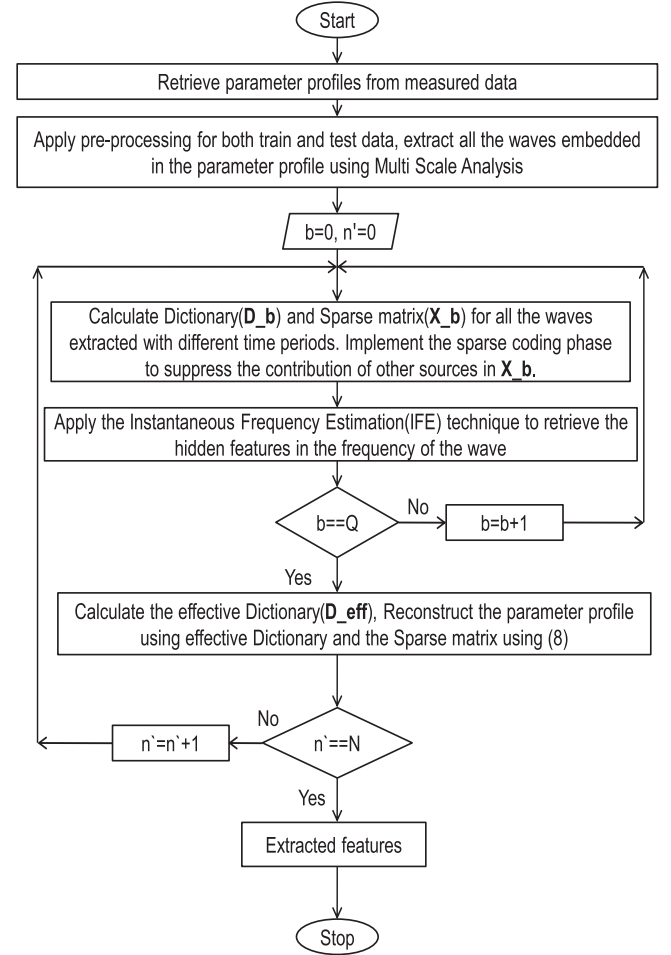 Start
Retrieve parameter profiles from measured data
Apply pre-processing for both train and test data, extract all the waves embedded
in the parameter profile using Multi Scale Analysis
b=0, n'=0
Calculate Dictionary(D_b) and Sparse matrix(X_b) for all the waves
extracted with different time periods. Implement the sparse coding phase
to suppress the contribution of other sources in X_b.
Apply the Instantaneous Frequency Estimation(IFE) technique to retrieve the
hidden features in the frequency of the wave
b==Q
No
b=b+1
Yes
Calculate the effective Dictionary(D_eff), Reconstruct the parameter profile
using effective Dictionary and the Sparse matrix using (8)
No
n`=n`+1
n`==N
Yes
Extracted features
Stop